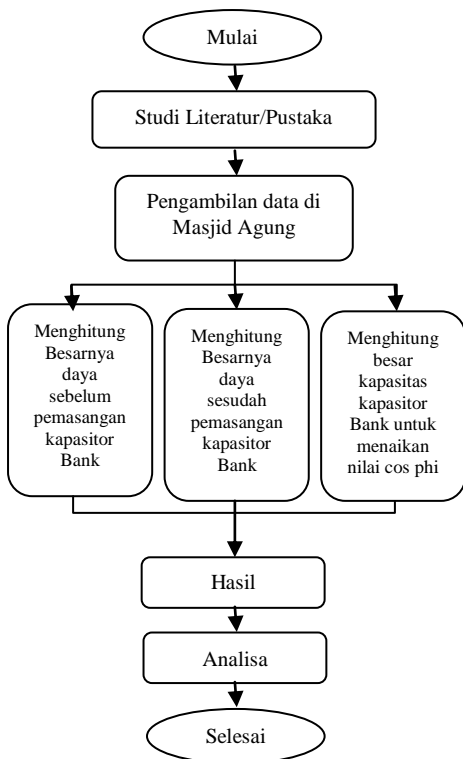 Mulai
Studi Literatur/Pustaka
Pengambilan data di
Masjid Agung
Menghitung
Besarnya
daya
sebelum
pemasangan
kapasitor
Bank
Menghitung
Besarnya
daya
sesudah
pemasangan
kapasitor
Bank
Menghitung
besar
kapasitas
kapasitor
Bank untuk
menaikan
nilai cos phi
Hasil
Analisa
Selesai